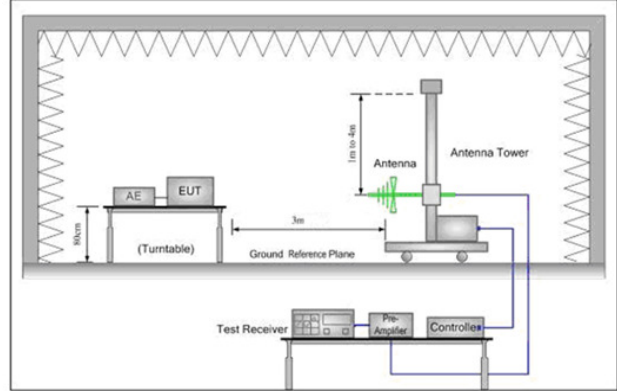 1m to 4m
Antenna
Antenna Tower
AE
EUT
80cm
(Turntable)
3m
Ground Reference Plane
Test Receiver
Pre-
Amplifier
Controller